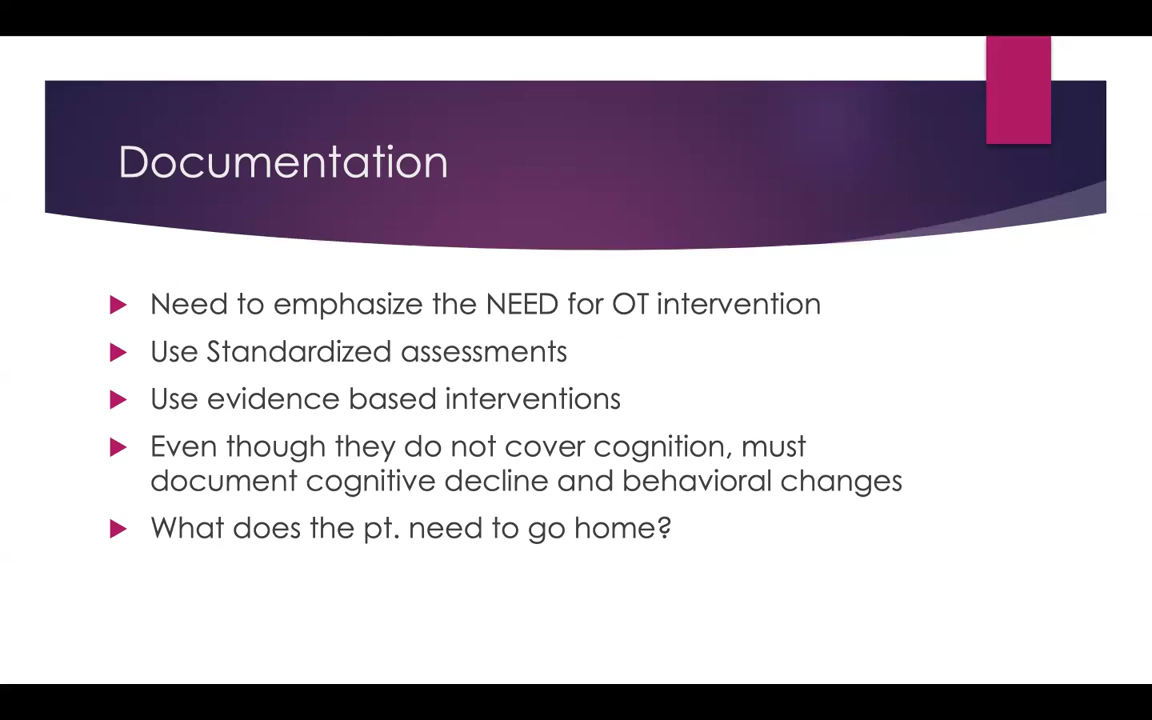 Documentation
Need to emphasize the NEED for OT intervention
Use Standardized assessments
Use evidence based interventions
Even though they do not cover cognition, must
document cognitive decline and behavioral changes
What does the pt. need to go home?